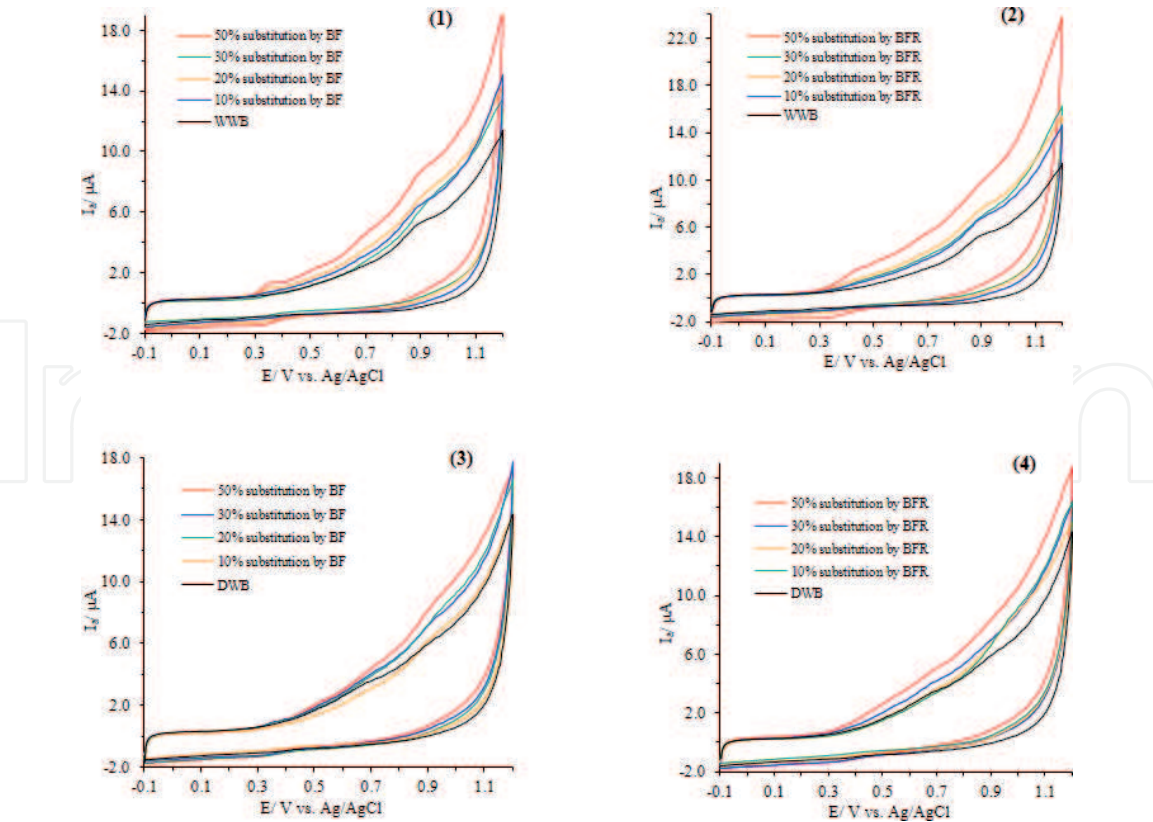 (1)
18.0
14.0
10.0
6.0
2.0
-2.0
Ia/ µA
50% substitution by BF
30% substitution by BF
20% substitution by BF
10% substitution by BF
WWB
-0.1 0.1 0.3 0.5 0.7 0.9 1.1
E/ V vs. Ag/AgCl
(2)
22.0
18.0
14.0
10.0
6.0
2.0
-2.0
Ia/ µA
50% substitution by BFR
30% substitution by BFR
20% substitution by BFR
10% substitution by BFR
WWB
-0.1 0.1 0.3 0.5 0.7 0.9 1.1
E/ V vs. Ag/AgCl
(3)
18.0
14.0
10.0
6.0
2.0
-2.0
Ia/ µA
50% substitution by BF
30% substitution by BF
20% substitution by BF
10% substitution by BF
DWB
-0.1 0.1 0.3 0.5 0.7 0.9 1.1
E/ V vs. Ag/AgCl
(4)
18.0
14.0
10.0
6.0
2.0
-2.0
Ia/ µA
50% substitution by BFR
30% substitution by BFR
20% substitution by BFR
10% substitution by BFR
DWB
-0.1 0.1 0.3 0.5 0.7 0.9 1.1
E/ V vs. Ag/AgCl